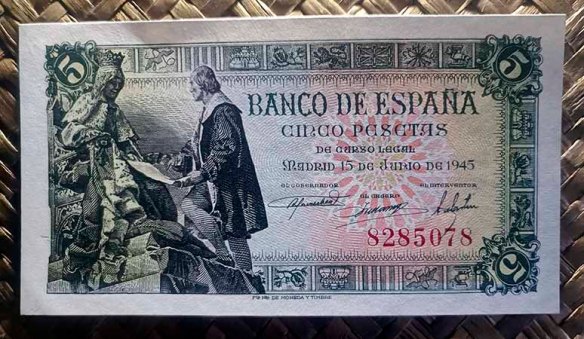 5
5
BANCO DE ESPAÑA
CINCO PESETAS
DE CURSO LEGAL
MADRID 15 DE JUNIO DE 1945
EL GOBERNADOR EL CAJERO EL INTERVENTOR
8285078
5
FCA NAL DE MONEDA Y TIMBRE